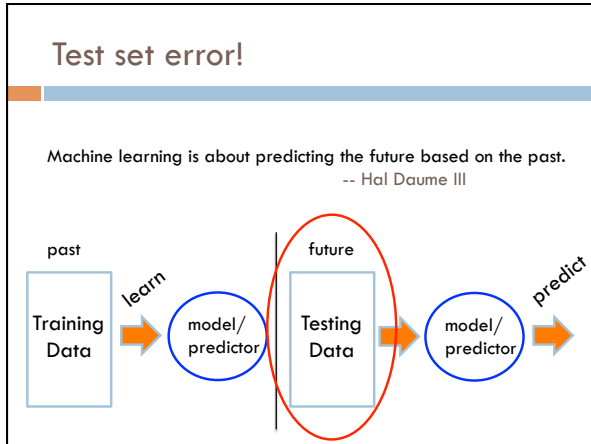 Test set error!
Machine learning is about predicting the future based on the past.
-- Hal Daume III
past
future
learn
predict
Training
Data
model/
predictor
Testing
Data
model/
predictor